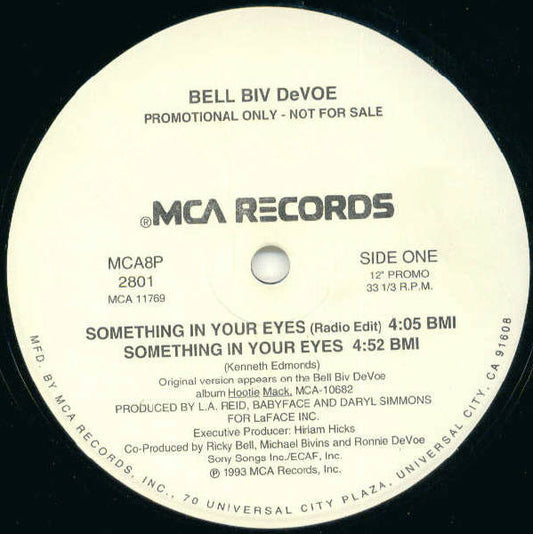 BELL BIV DeVOE
PROMOTIONAL ONLY - NOT FOR SALE
®MCA RECORDS
MCA8P
2801
MCA 11769
SIDE ONE
12" PROMO
33 1/3 R.P.M.
SOMETHING IN YOUR EYES (Radio Edit) 4:05 BMI
SOMETHING IN YOUR EYES 4:52 BMI
(Kenneth Edmonds)
Original version appears on the Bell Biv DeVoe
album Hootie Mack, MCA-10682
PRODUCED BY L.A. REID, BABYFACE AND DARYL SIMMONS
FOR LaFACE INC.
Executive Producer: Hiriam Hicks
Co-Produced by Ricky Bell, Michael Bivins and Ronnie DeVoe
Sony Songs Inc./ECAF, Inc.
℗ 1993 MCA Records, Inc.
MFD. BY MCA RECORDS, INC., 70 UNIVERSAL CITY PLAZA, UNIVERSAL CITY, CA 91608